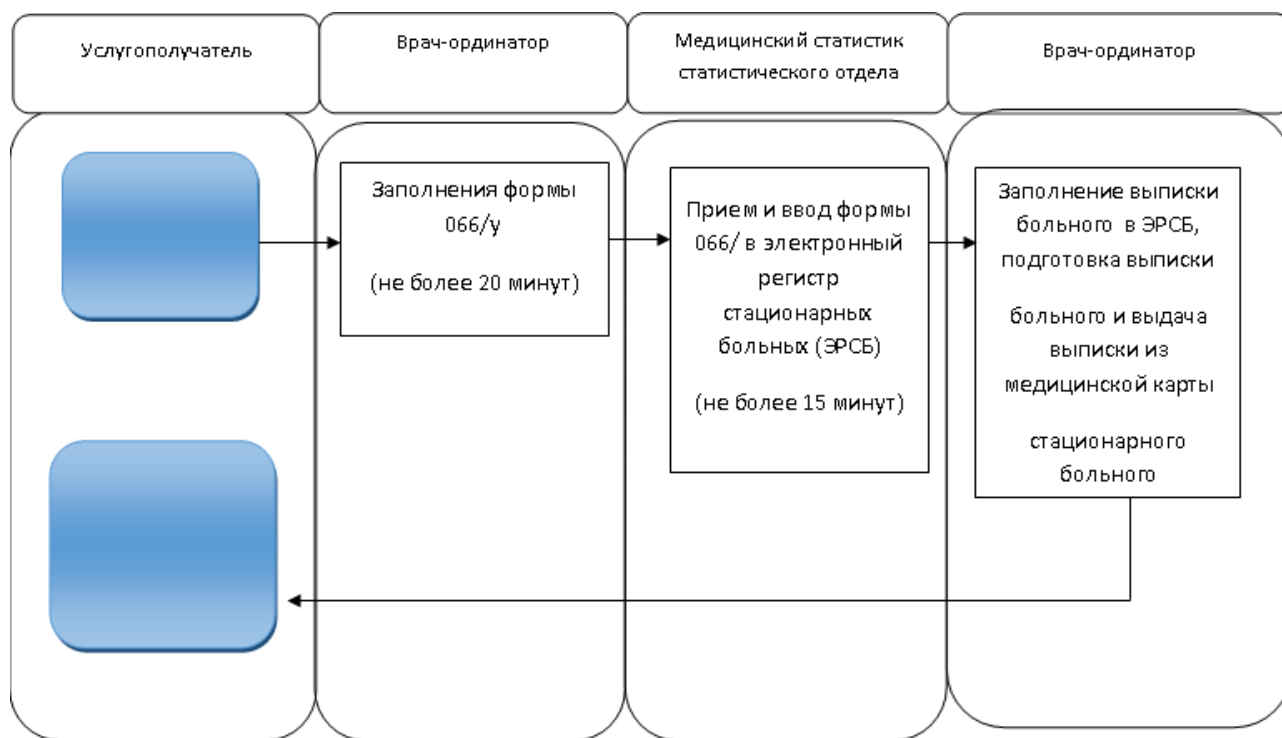 Услугополучатель
Врач-ординатор
Медицинский статистик
статистического отдела
Врач-ординатор
Заполнения формы
066/у
(не более 20 минут)
Прием и ввод формы
066/ в электронный
регистр
стационарных
больных (ЭРСБ)
(не более 15 минут)
Заполнение выписки
больного в ЭРСБ,
подготовка выписки
больного и выдача
выписки из
медицинской карты
стационарного
больного